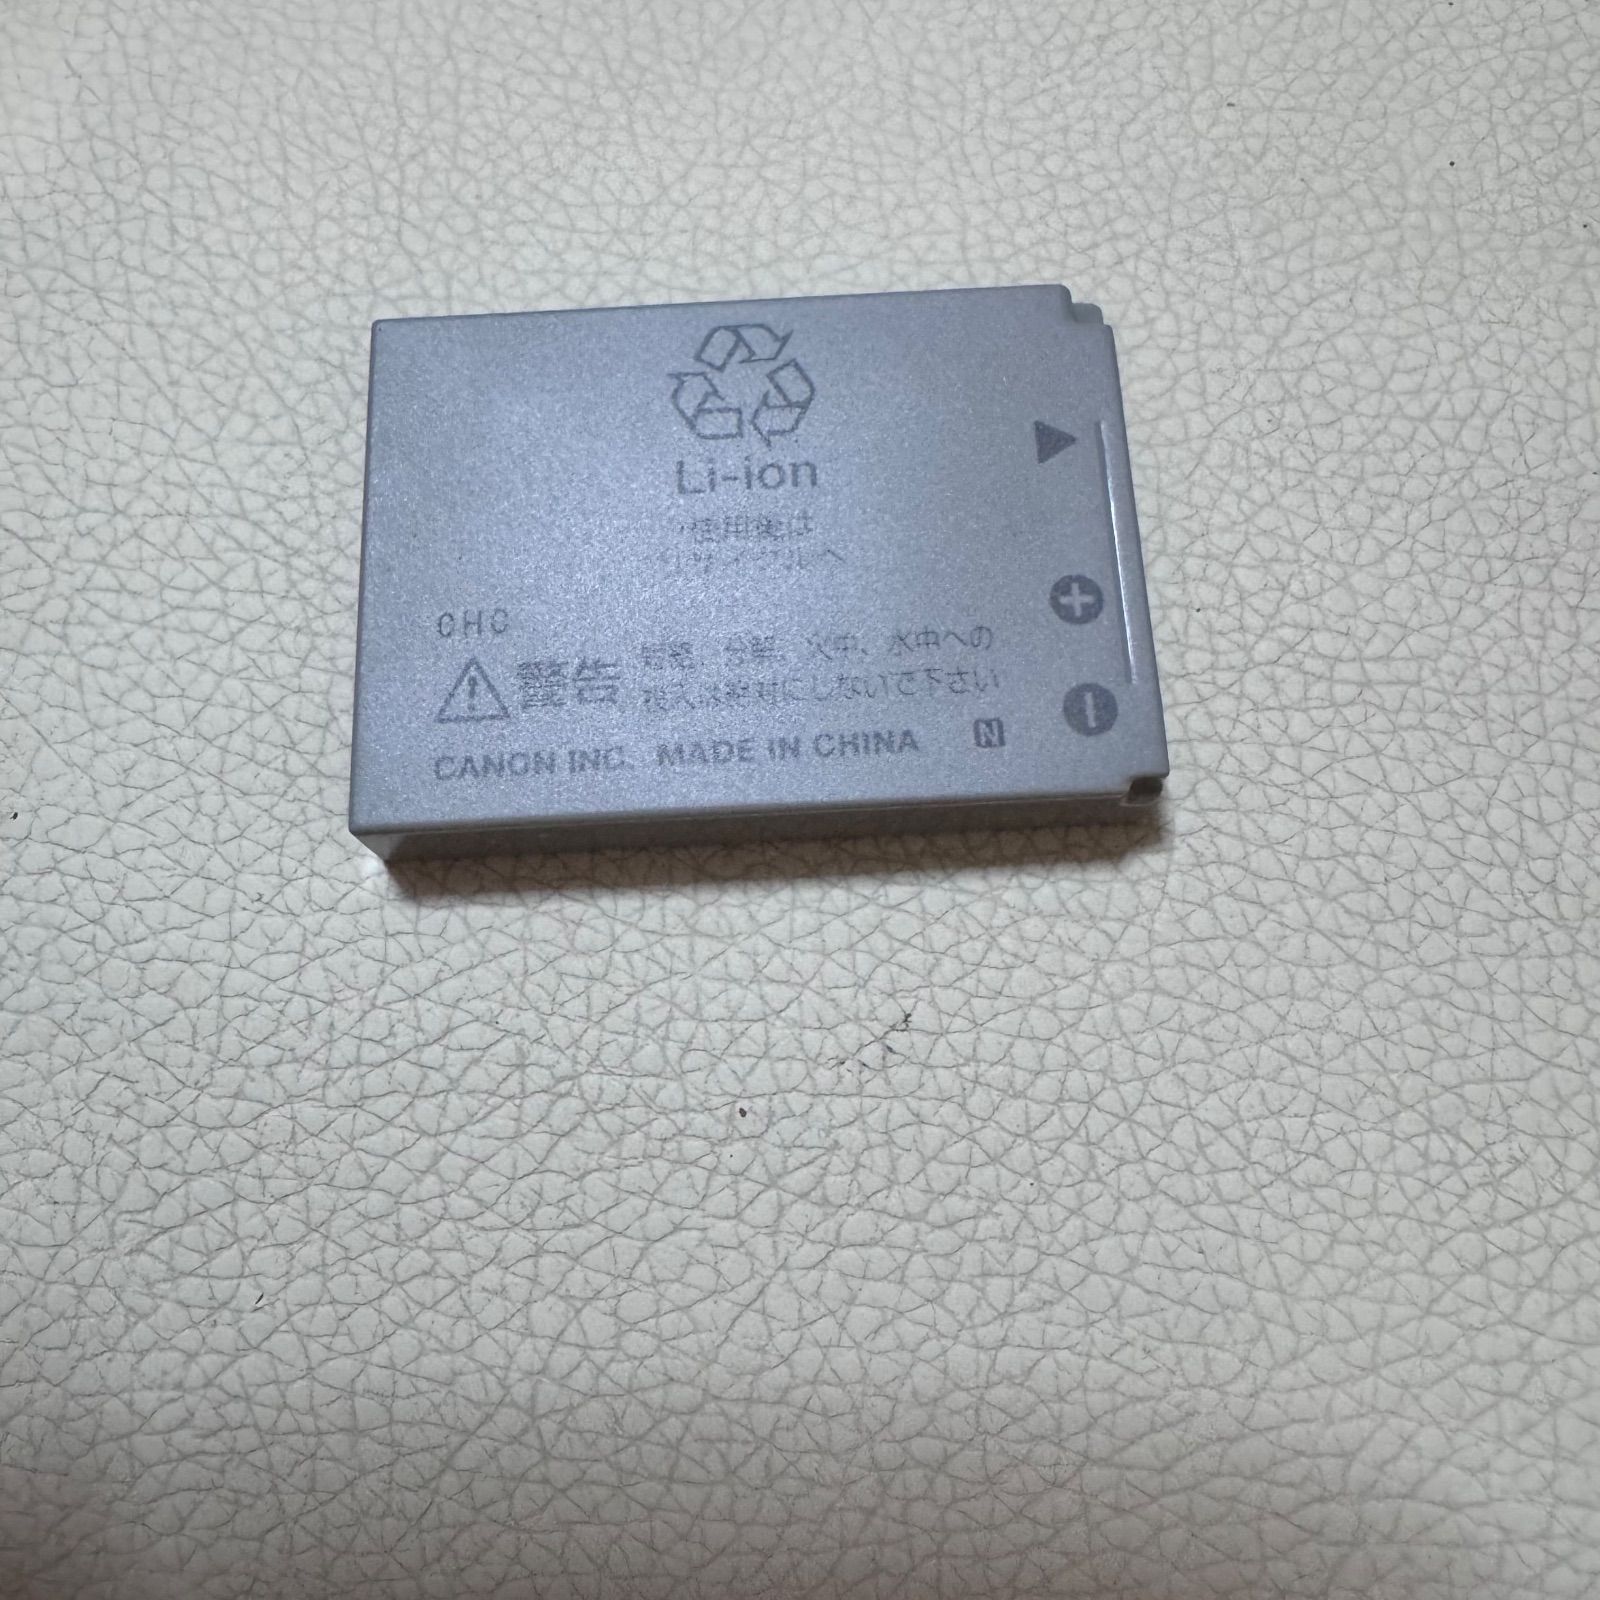 Li-ion
使用後は
リサイクルへ
CHC
警告 短絡、分解、火中、水中への
投入は絶対にしないで下さい
CANON INC. MADE IN CHINA N